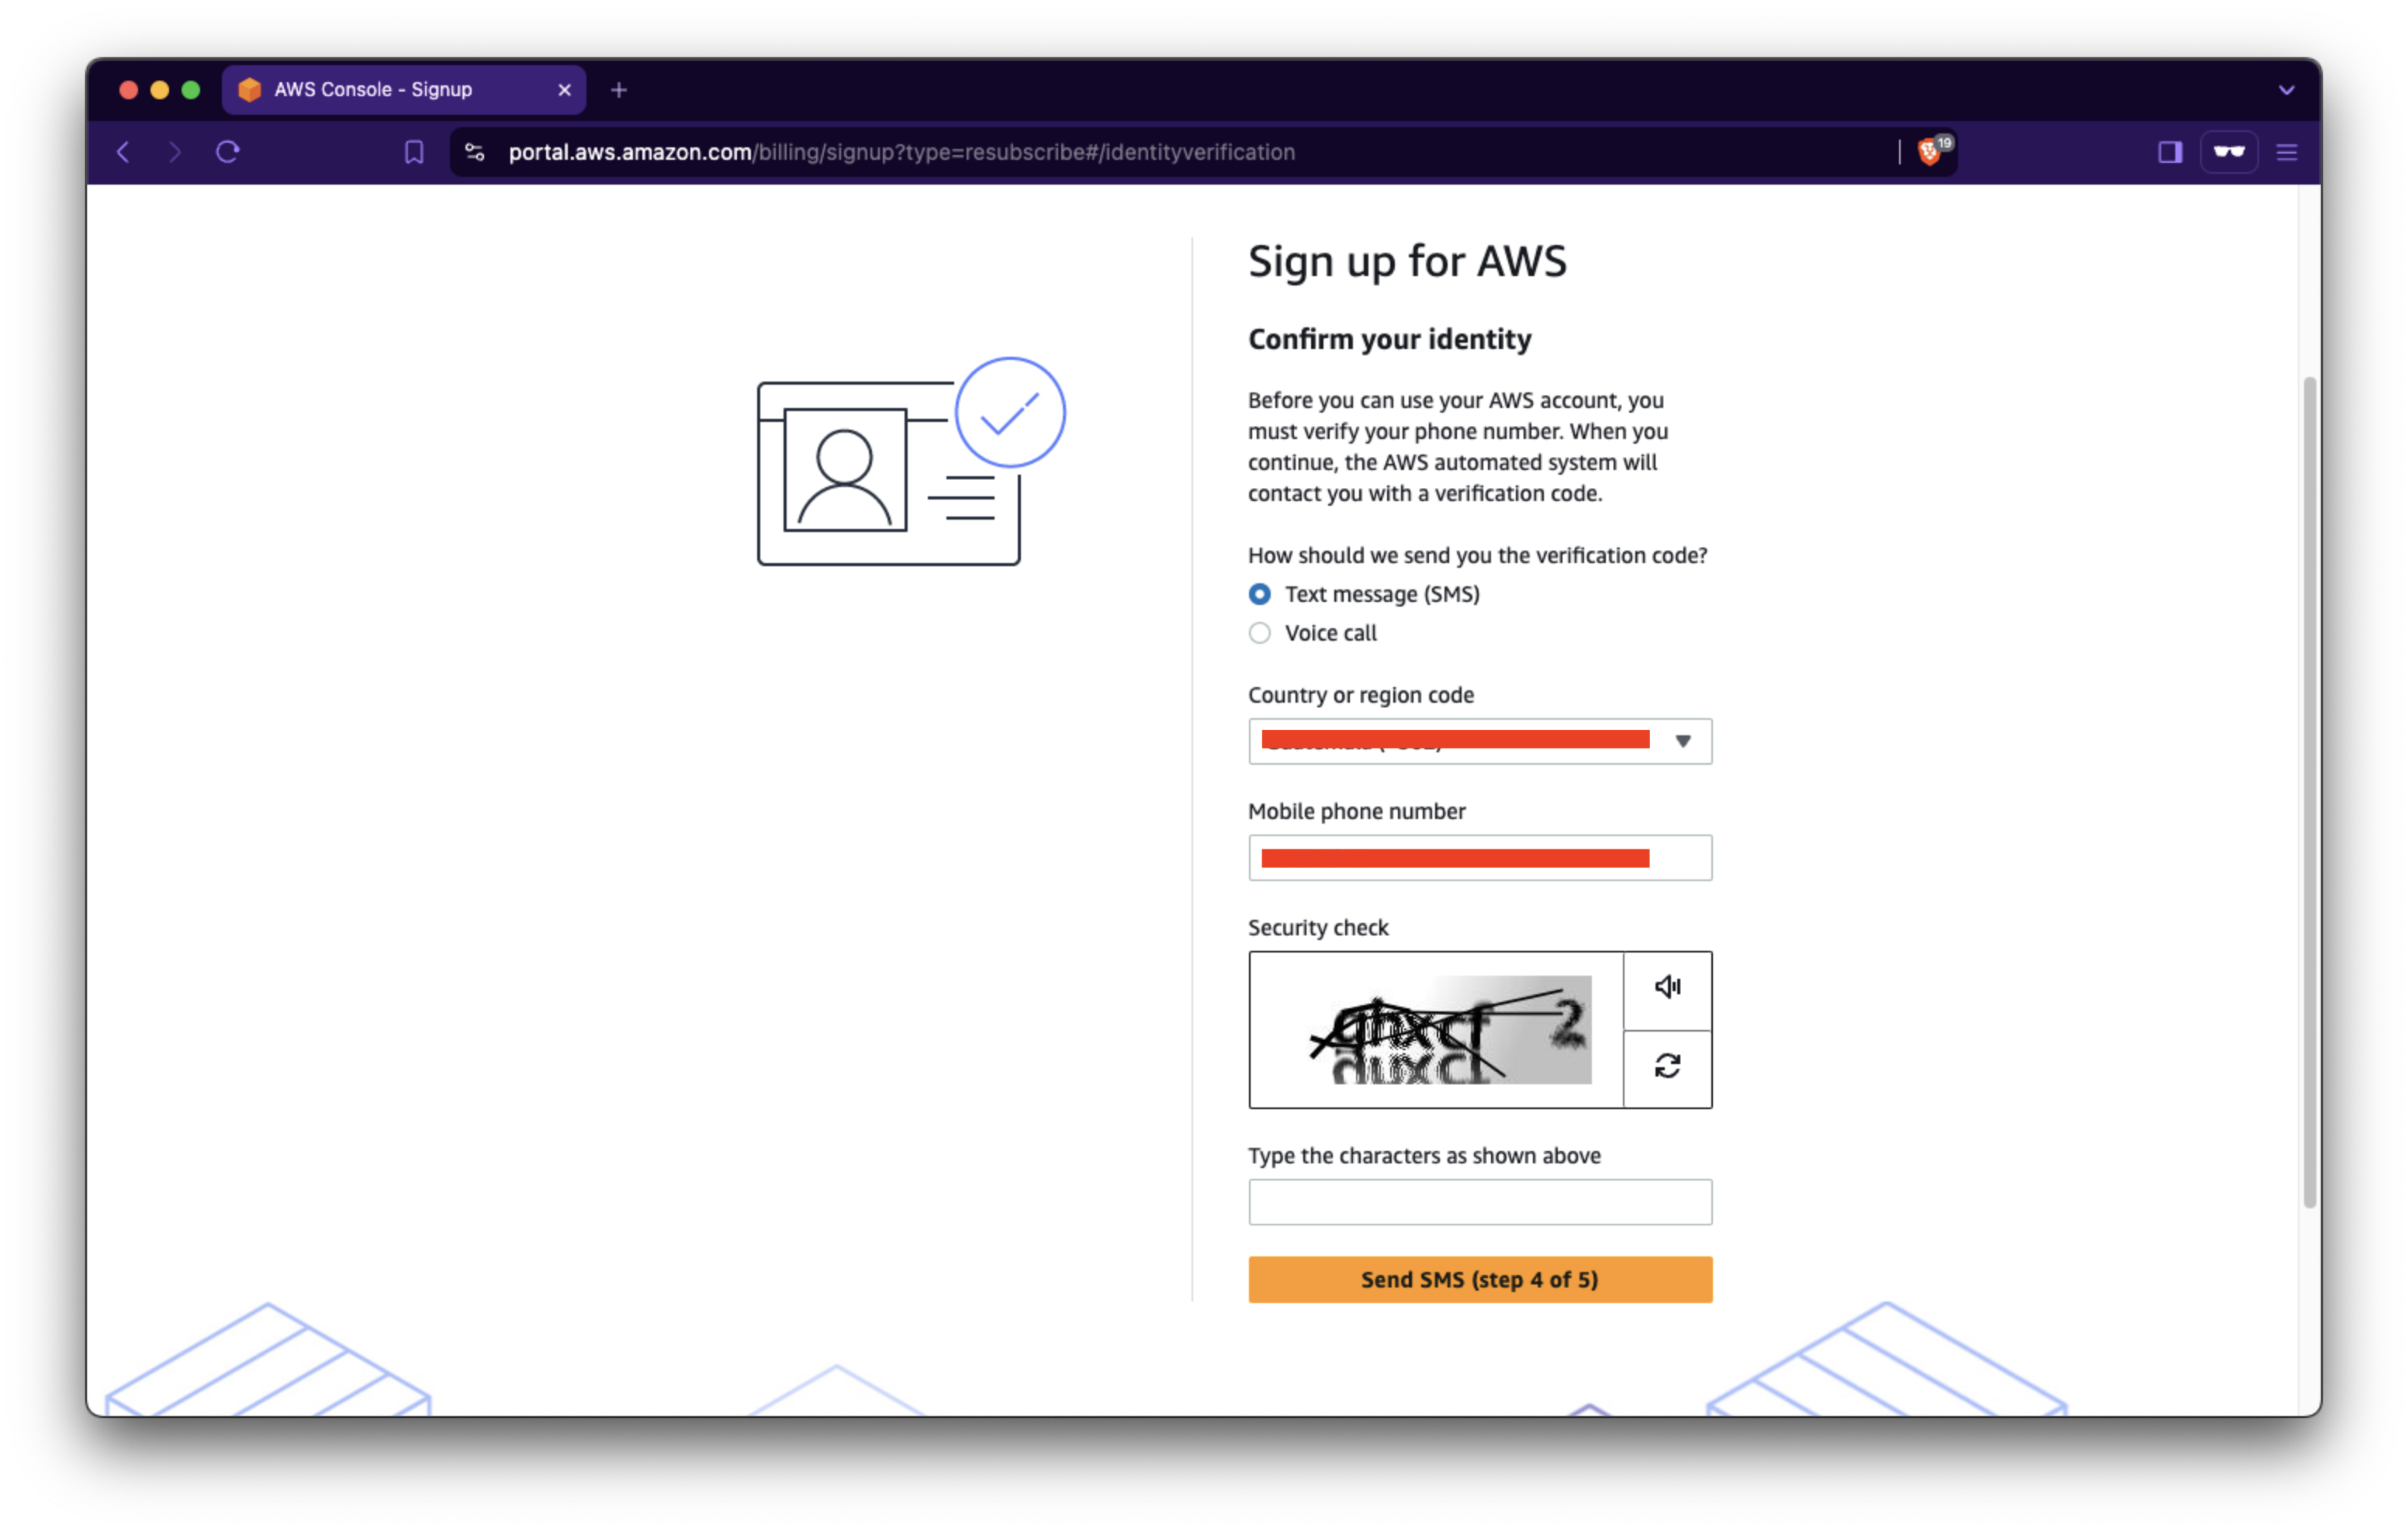 AWS Console - Signup
portal.aws.amazon.com/billing/signup?type=resubscribe#/identityverification
19
Sign up for AWS
Confirm your identity
Before you can use your AWS account, you
must verify your phone number. When you
continue, the AWS automated system will
contact you with a verification code.
How should we send you the verification code?
Text message (SMS)
Voice call
Country or region code
Mobile phone number
Security check
Type the characters as shown above
Send SMS (step 4 of 5)